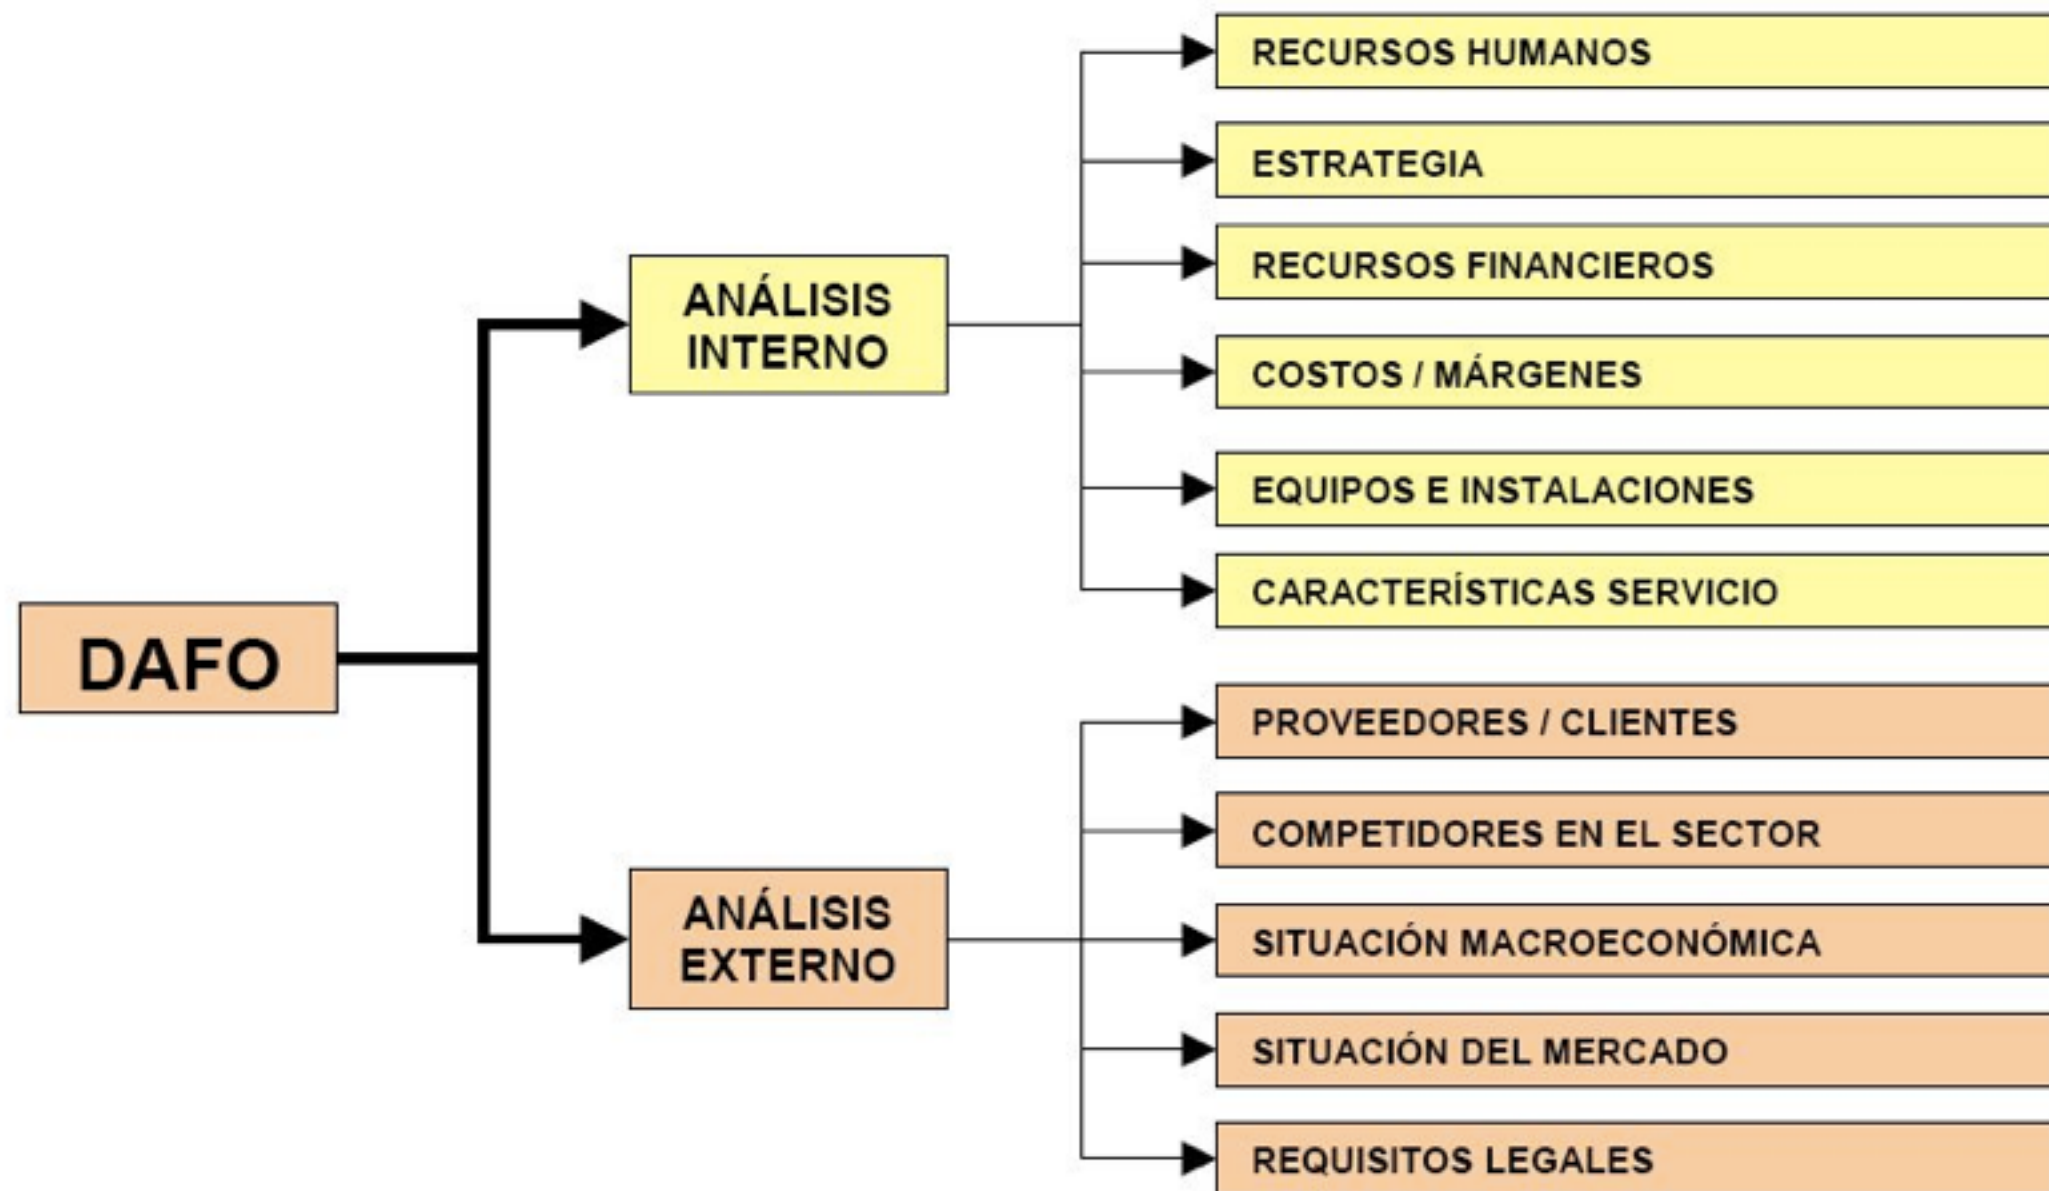 DAFO
ANÁLISIS
INTERNO
RECURSOS HUMANOS
ESTRATEGIA
RECURSOS FINANCIEROS
COSTOS / MÁRGENES
EQUIPOS E INSTALACIONES
CARACTERÍSTICAS SERVICIO
ANÁLISIS
EXTERNO
PROVEEDORES / CLIENTES
COMPETIDORES EN EL SECTOR
SITUACIÓN MACROECONÓMICA
SITUACIÓN DEL MERCADO
REQUISITOS LEGALES